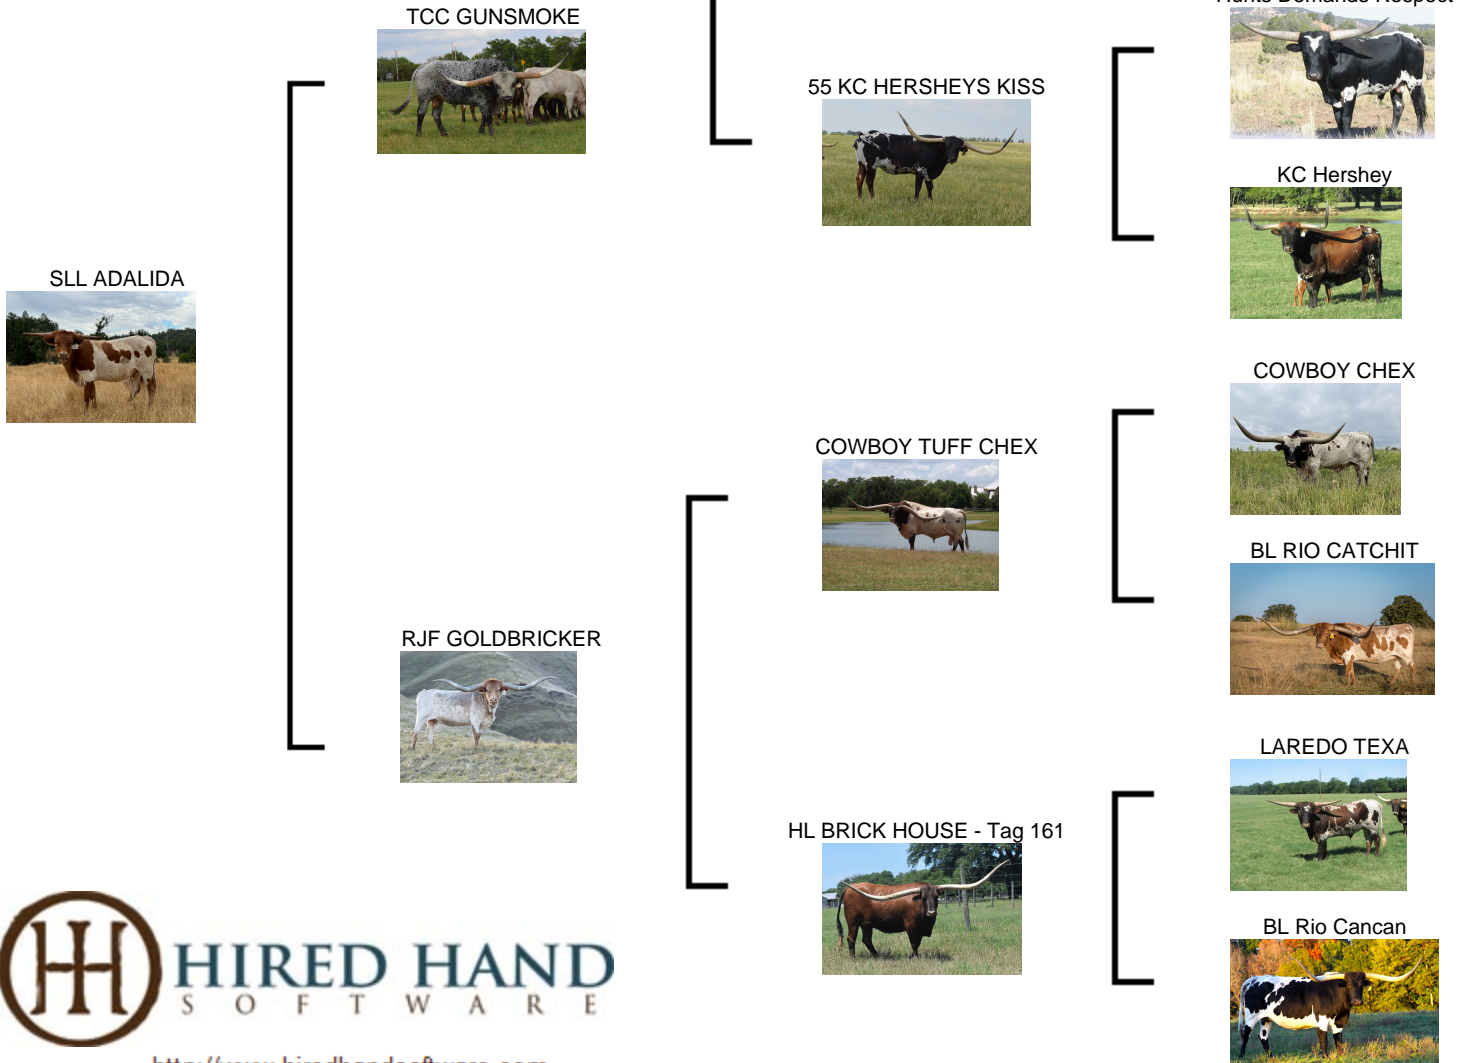 TCC GUNSMOKE
55 KC HERSHEYS KISS
KC Hershey
SLL ADALIDA
COWBOY CHEX
COWBOY TUFF CHEX
BL RIO CATCHIT
RJF GOLDBRICKER
LAREDO TEXA
HL BRICK HOUSE - Tag 161
BL Rio Cancan
HIRED HAND
SOFTWARE